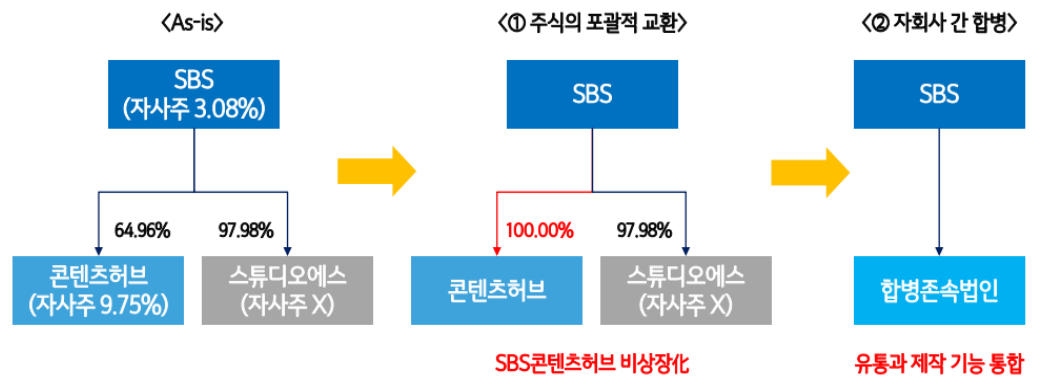 <As-is>
<① 주식의 포괄적 교환>
<② 자회사 간 합병>
SBS
(자사주 3.08%)
SBS
SBS
64.96%
97.98%
100.00%
97.98%
콘텐츠허브
(자사주 9.75%)
스튜디오에스
(자사주 X)
콘텐츠허브
스튜디오에스
(자사주 X)
합병존속법인
SBS콘텐츠허브 비상장化
유통과 제작 기능 통합